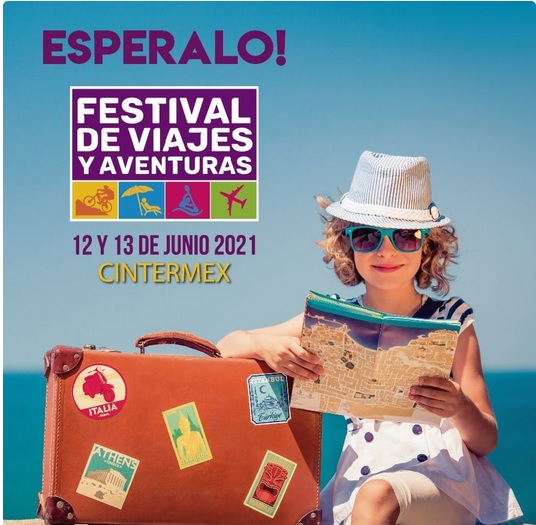 ESPERALO!
FESTIVAL
DE VIAJES
Y AVENTURAS
12 Y 13 DE JUNIO 2021
CINTERMEX
ITALIA
ATHENS
ISTANBUL